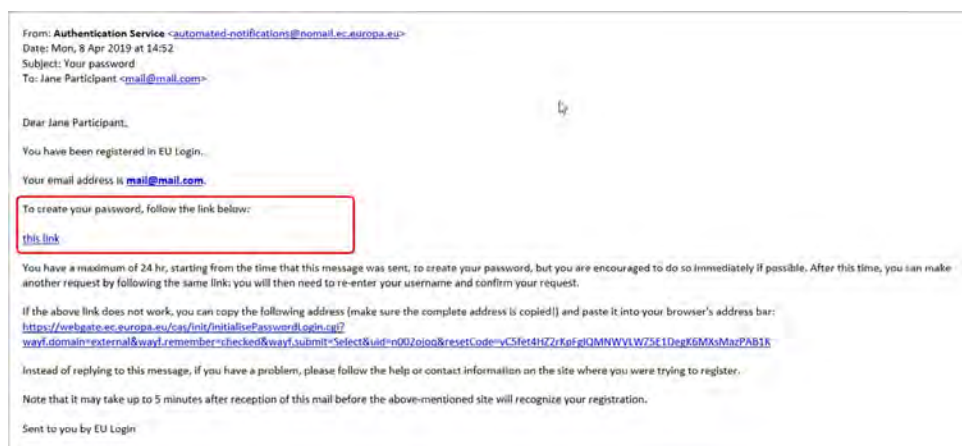 From: Authentication Service <automated-notifications@nomail.ec.europa.eu>
Date: Mon, 8 Apr 2019 at 14:52
Subject: Your password
To: Jane Participant <mail@mail.com>
Dear Jane Participant,
You have been registered in EU Login.
Your email address is mail@mail.com.
To create your password, follow the link below:
this link
You have a maximum of 24 hr, starting from the time that this message was sent, to create your password, but you are encouraged to do so immediately if possible. After this time, you can make
another request by following the same link: you will then need to re-enter your username and confirm your request.
If the above link does not work, you can copy the following address (make sure the complete address is copied!) and paste it into your browser's address bar:
https://webgate.ec.europa.eu/cas/init/initialisePasswordLogin.cgi?
Instead of replying to this message, if you have a problem, please follow the help or contact information on the site where you were trying to register.
Note that it may take up to 5 minutes after reception of this mail before the above-mentioned site will recognize your registration.
Sent to you by EU Login